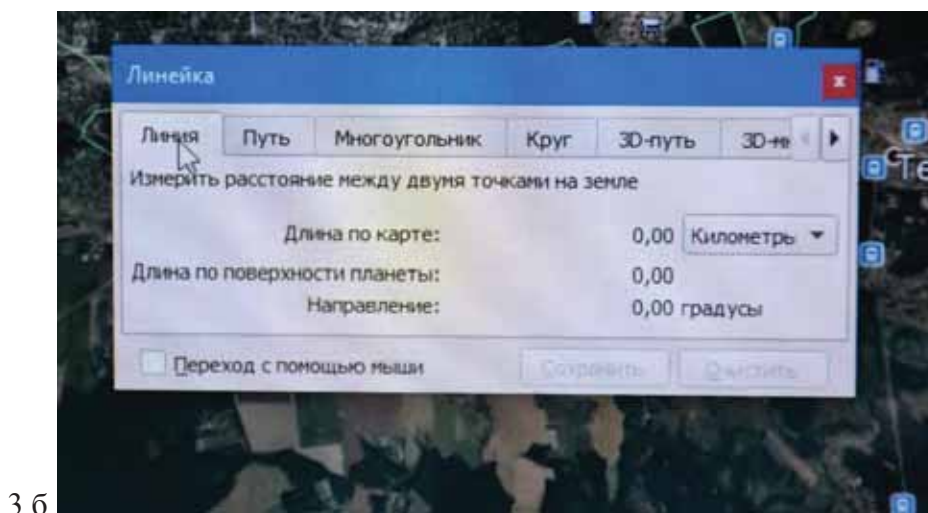 Линейка
Линия Путь Многоугольник Круг 3D-путь
Измерить расстояние между двумя точками на земле
Длина по карте: 0,00 Километры
Длина по поверхности планеты: 0,00
Направление: 0,00 градусы
Переход с помощью мыши Сохранить Очистить
Те
3 б